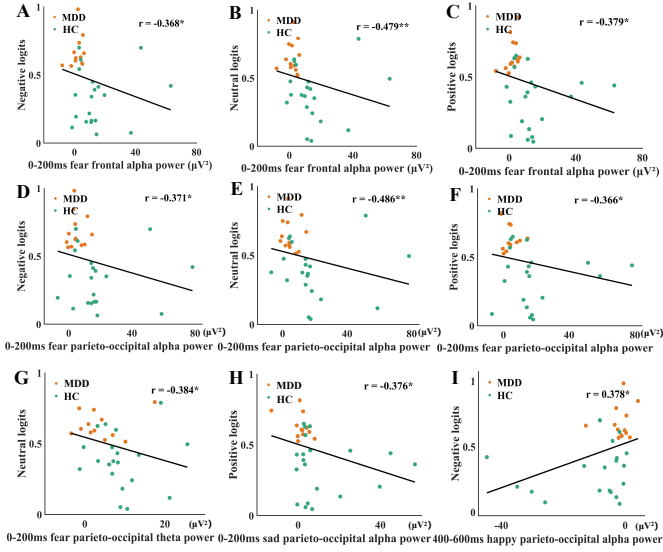 A
MDD
HC
r = -0.368*
Negative logits
1
0.5
0
0
40
80
0-200ms fear frontal alpha power (μV²)
B
MDD
HC
r = -0.479**
Neutral logits
1
0.5
0
0
40
80
0-200ms fear frontal alpha power (μV²)
C
MDD
HC
r = -0.379*
Positive logits
1
0.5
0
0
40
80
0-200ms fear frontal alpha power (μV²)
D
MDD
HC
r = -0.371*
Negative logits
1
0.5
0
0
40
80
(μV²)
0-200ms fear parieto-occipital alpha power
E
MDD
HC
r = -0.486**
Neutral logits
1
0.5
0
0
40
80
(μV²)
0-200ms fear parieto-occipital alpha power
F
MDD
HC
r = -0.366*
Positive logits
1
0.5
0
0
40
80
(μV²)
0-200ms fear parieto-occipital alpha power
G
MDD
HC
r = -0.384*
Neutral logits
1
0.5
0
0
10
20
(μV²)
0-200ms fear parieto-occipital theta power
H
MDD
HC
r = -0.376*
Positive logits
1
0.5
0
0
40
(μV²)
0-200ms sad parieto-occipital alpha power
I
MDD
HC
r = 0.378*
Negative logits
1
0.5
0
-40
0
(μV²)
400-600ms happy parieto-occipital alpha power